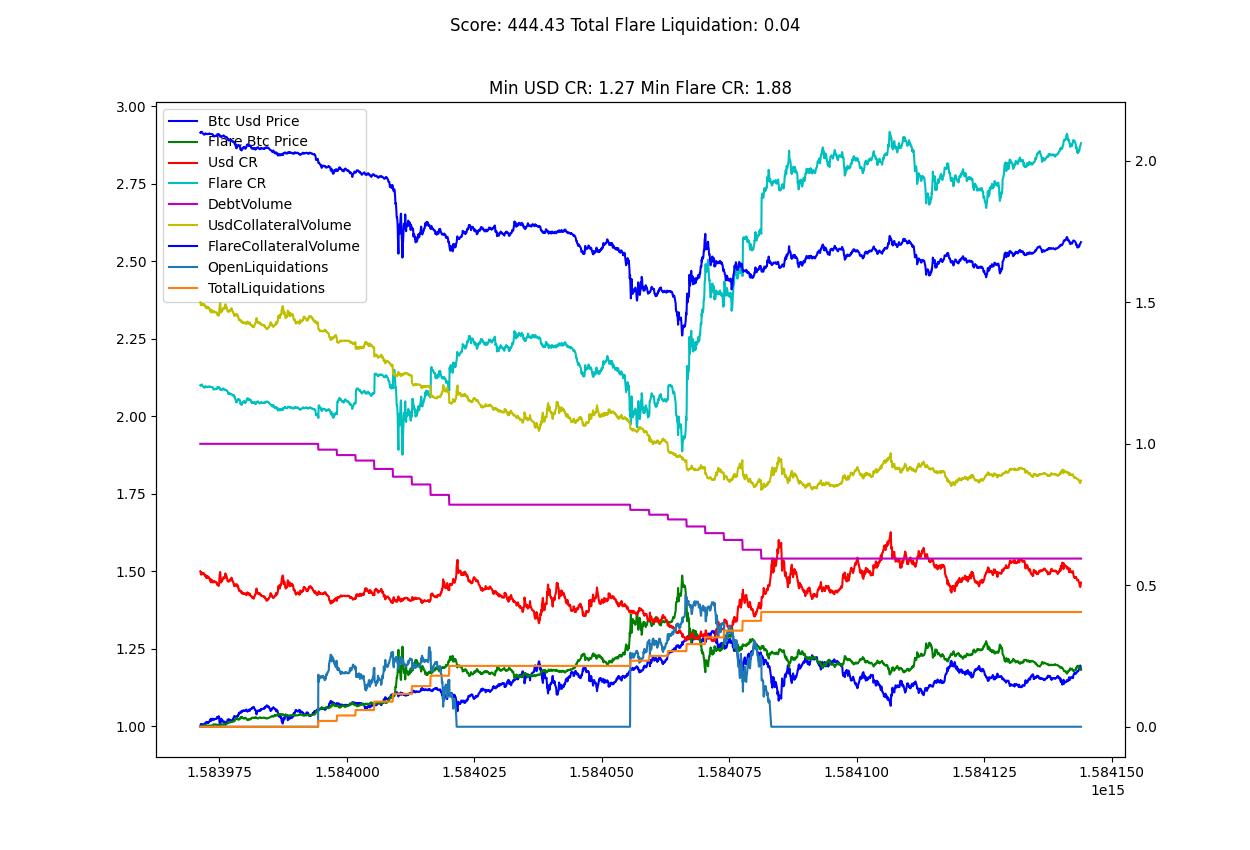 Score: 444.43 Total Flare Liquidation: 0.04
Min USD CR: 1.27 Min Flare CR: 1.88
Btc Usd Price
Flare Btc Price
Usd CR
Flare CR
DebtVolume
UsdCollateralVolume
FlareCollateralVolume
OpenLiquidations
TotalLiquidations
3.00
2.75
2.50
2.25
2.00
1.75
1.50
1.25
1.00
2.0
1.5
1.0
0.5
0.0
1.583975
1.584000
1.584025
1.584050
1.584075
1.584100
1.584125
1.584150
1e15